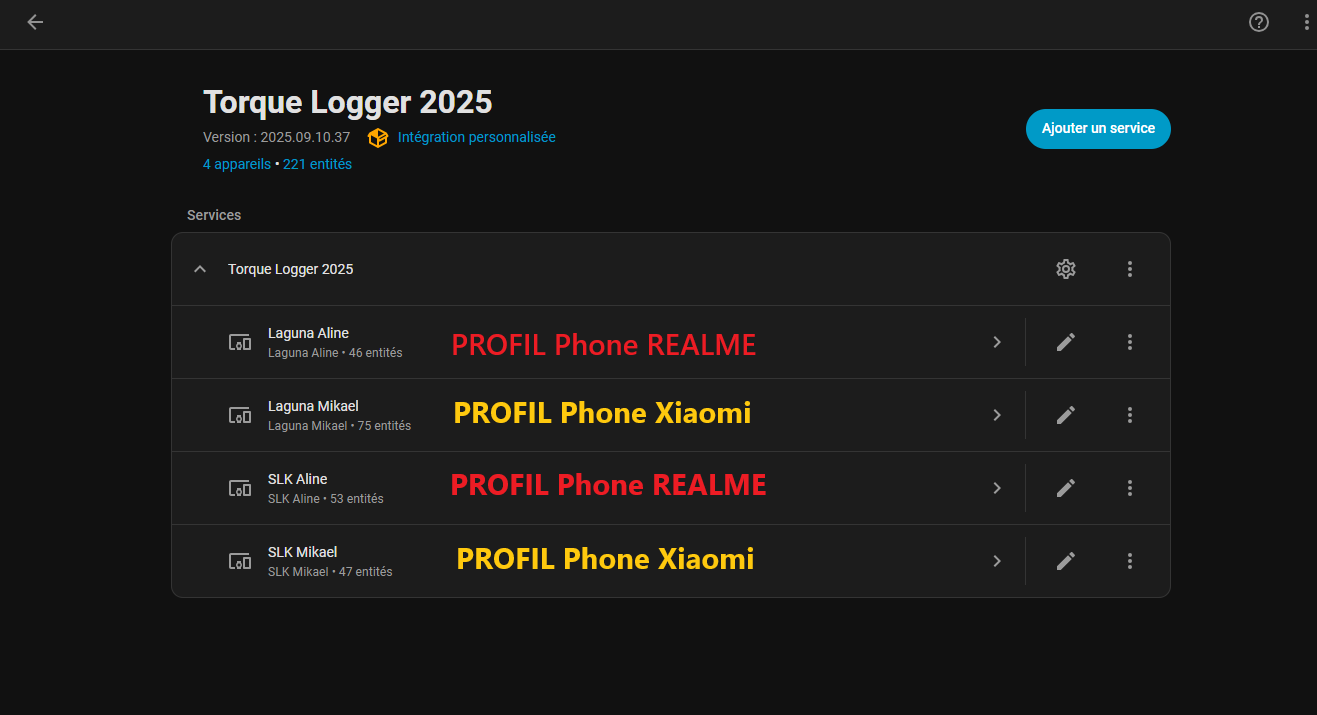 Torque Logger 2025
Version : 2025.09.10.37 Intégration personnalisée
Ajouter un service
4 appareils • 221 entités
Services
Torque Logger 2025
Laguna Aline
Laguna Aline • 46 entités
PROFIL Phone REALME
Laguna Mikael
Laguna Mikael • 75 entités
PROFIL Phone Xiaomi
SLK Aline
SLK Aline • 53 entités
PROFIL Phone REALME
SLK Mikael
SLK Mikael • 47 entités
PROFIL Phone Xiaomi